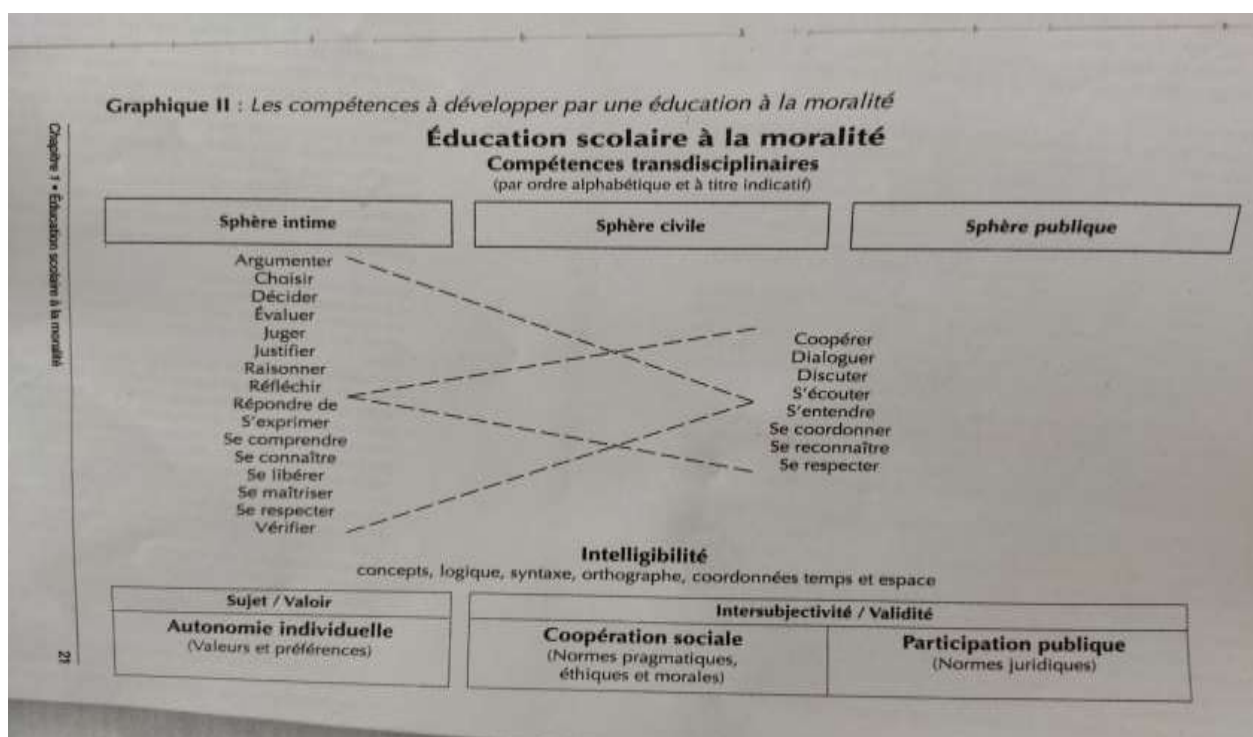 Graphique II : Les compétences à développer par une éducation à la moralité
Éducation scolaire à la moralité
Compétences transdisciplinaires
(par ordre alphabétique et à titre indicatif)
Sphère intime
Sphère civile
Sphère publique
Argumenter
Choisir
Décider
Évaluer
Juger
Justifier
Raisonner
Réfléchir
Répondre de
S'exprimer
Se comprendre
Se connaître
Se libérer
Se maîtriser
Se respecter
Vérifier
Coopérer
Dialoguer
Discuter
S'écouter
S'entendre
Se coordonner
Se reconnaître
Se respecter
Intelligibilité
concepts, logique, syntaxe, orthographe, coordonnées temps et espace
Sujet / Valoir
Autonomie individuelle
(Valeurs et préférences)
Intersubjectivité / Validité
Coopération sociale
(Normes pragmatiques,
éthiques et morales)
Participation publique
(Normes juridiques)
Chapitre 1 • Éducation scolaire à la moralité
21